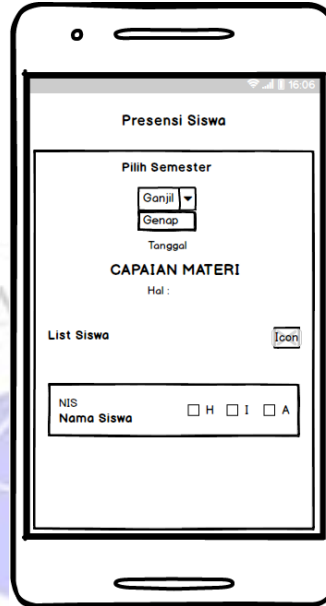 16:06
Presensi Siswa
Pilih Semester
Ganjil
Genap
Tanggal
CAPAIAN MATERI
Hal :
List Siswa
Icon
NIS
Nama Siswa
H I A